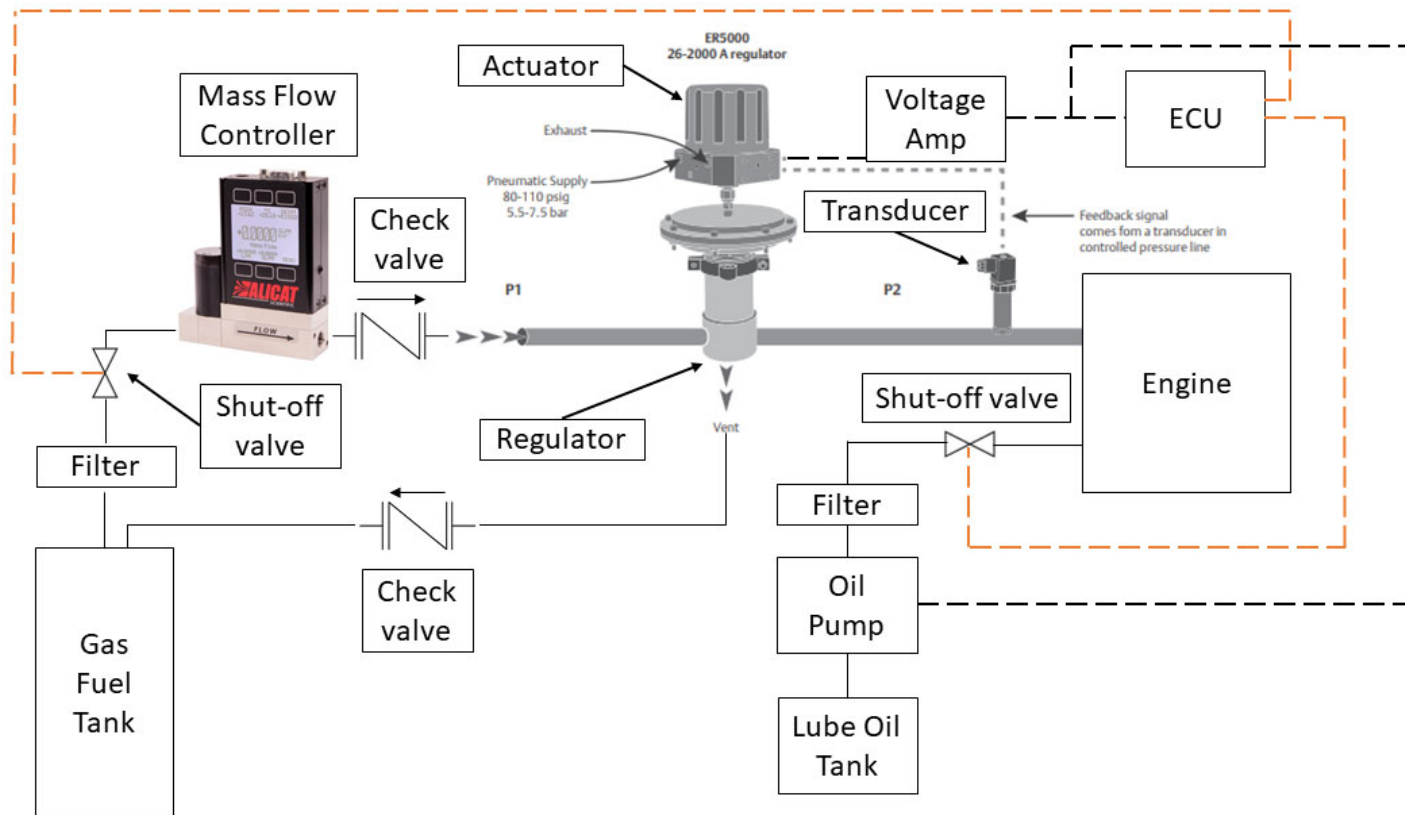 ER5000
26-2000 A regulator
Actuator
Mass Flow
Controller
Voltage
Amp
ECU
Exhaust
Pneumatic Supply
80-110 psig
5.5-7.5 bar
Check
valve
Transducer
Feedback signal
comes fom a transducer in
controlled pressure line
P1
P2
ALICAT
SCIENTIFIC
FLOW
Engine
Shut-off
valve
Shut-off valve
Regulator
Vent
Filter
Filter
Check
valve
Oil
Pump
Gas
Fuel
Tank
Lube Oil
Tank